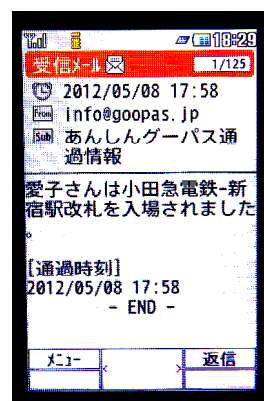 18:29
受信メール
1/125
2012/05/08 17:58
From info@goopas.jp
Sub あんしんグーパス通
過情報
愛子さんは小田急電鉄-新
宿駅改札を入場されました
。
[通過時刻]
2012/05/08 17:58
- END -
メニュー 返信